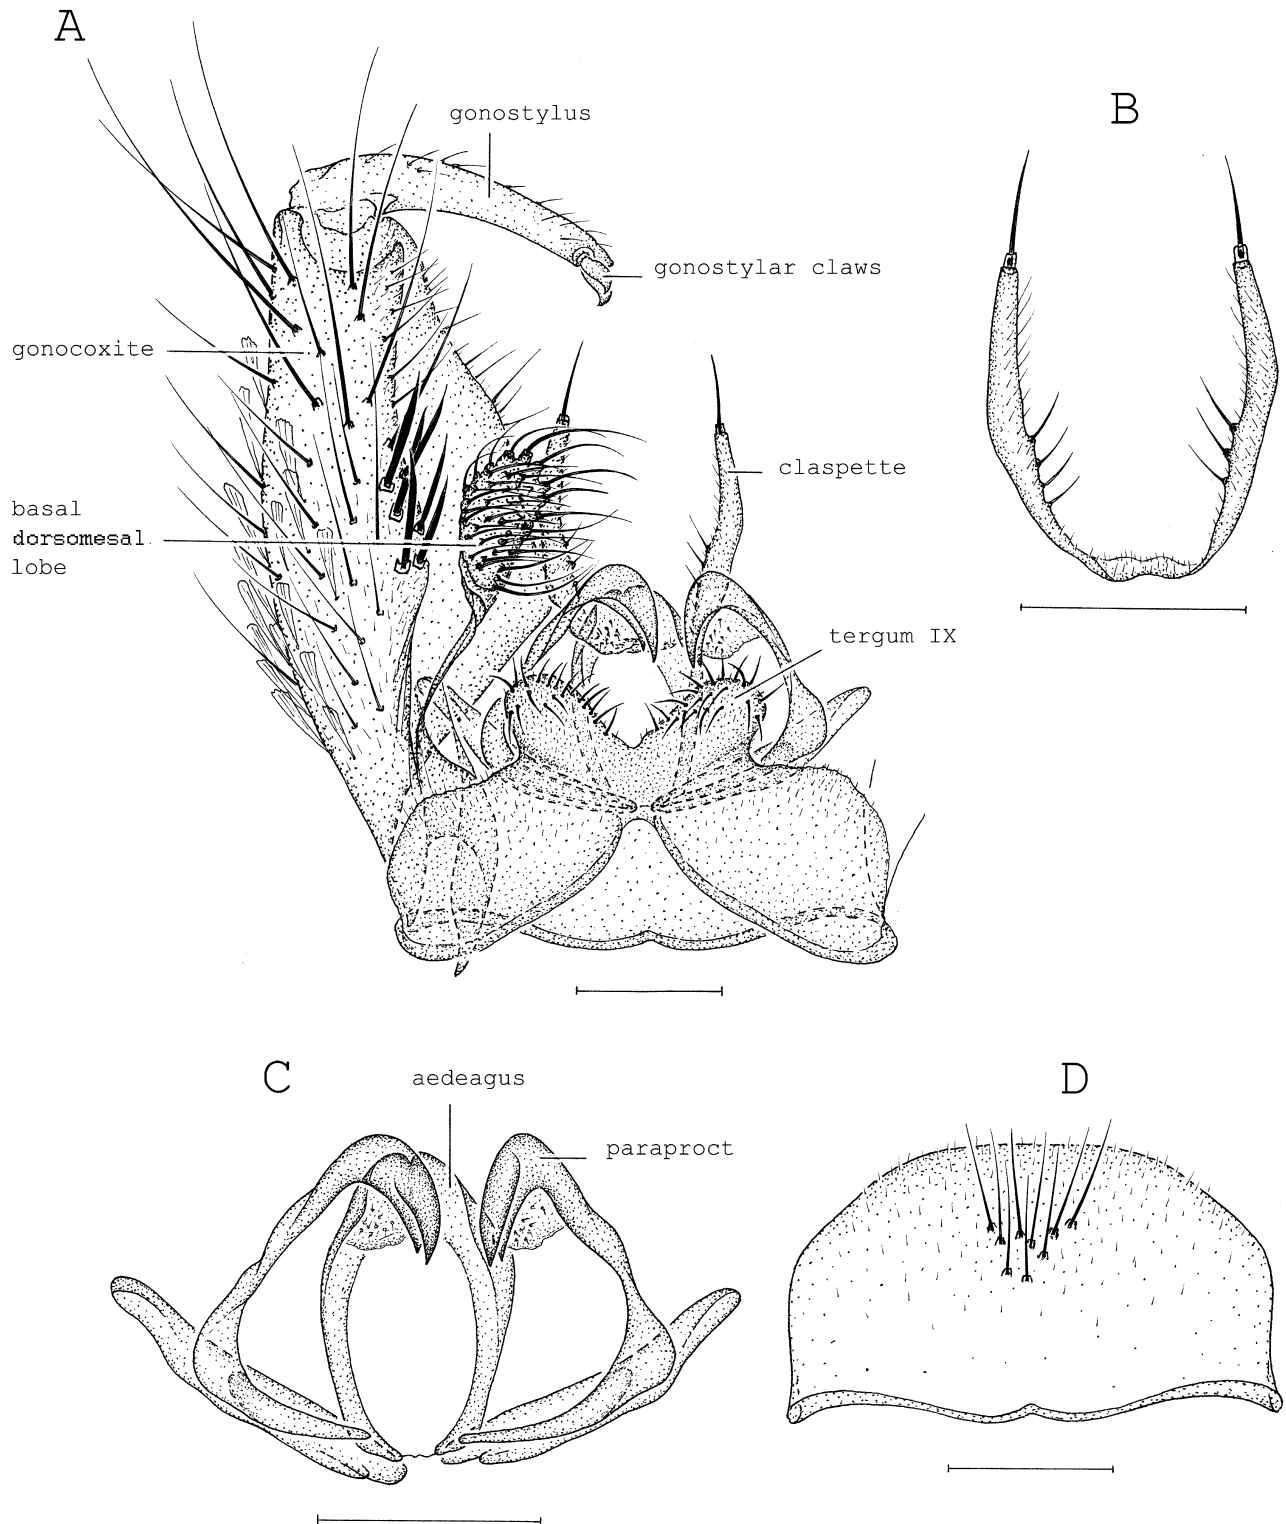 A
gonostylus
B
gonostylar claws
gonocoxite
claspette
basal
dorsomesal
lobe
tergum IX
C
aedeagus
D
paraproct